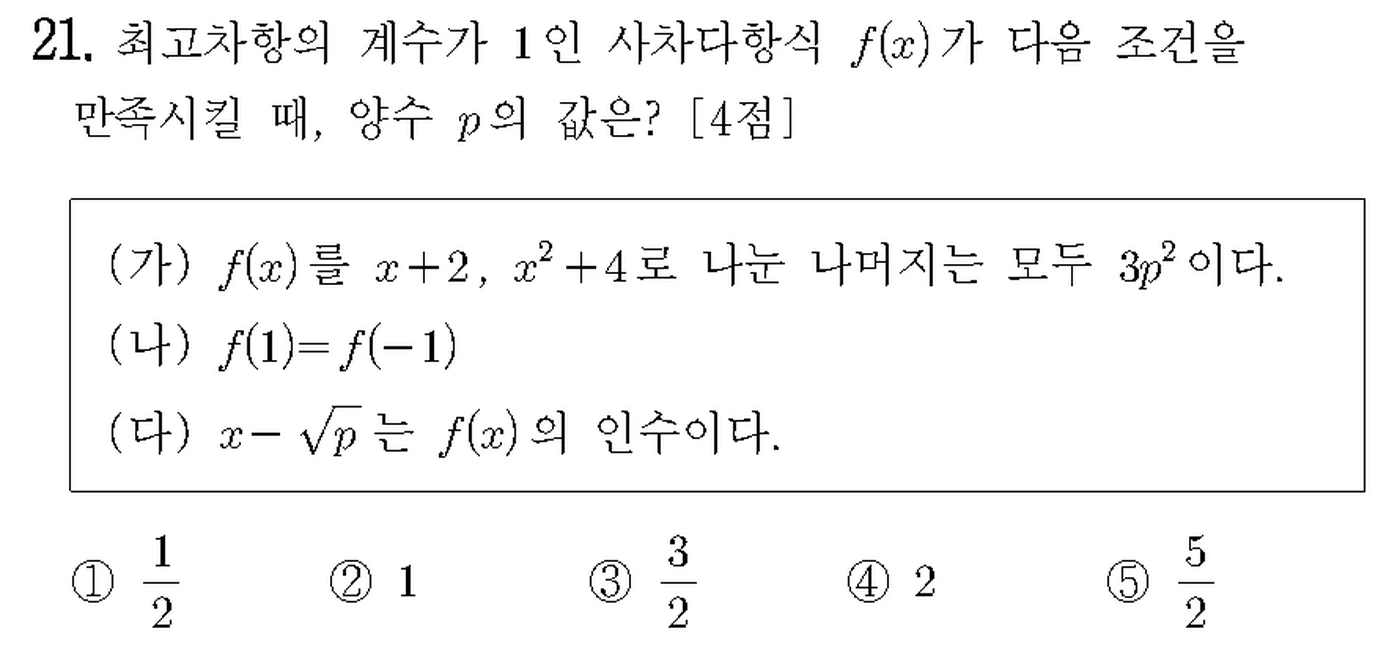 21. 최고차항의 계수가 1인 사차다항식 f(x)가 다음 조건을
만족시킬 때, 양수 p의 값은? [4점]
(가) f(x)를 x+2, x²+4로 나눈 나머지는 모두 3p²이다.
(나) f(1)=f(-1)
(다) x-√p는 f(x)의 인수이다.
① 1/2 ② 1 ③ 3/2 ④ 2 ⑤ 5/2